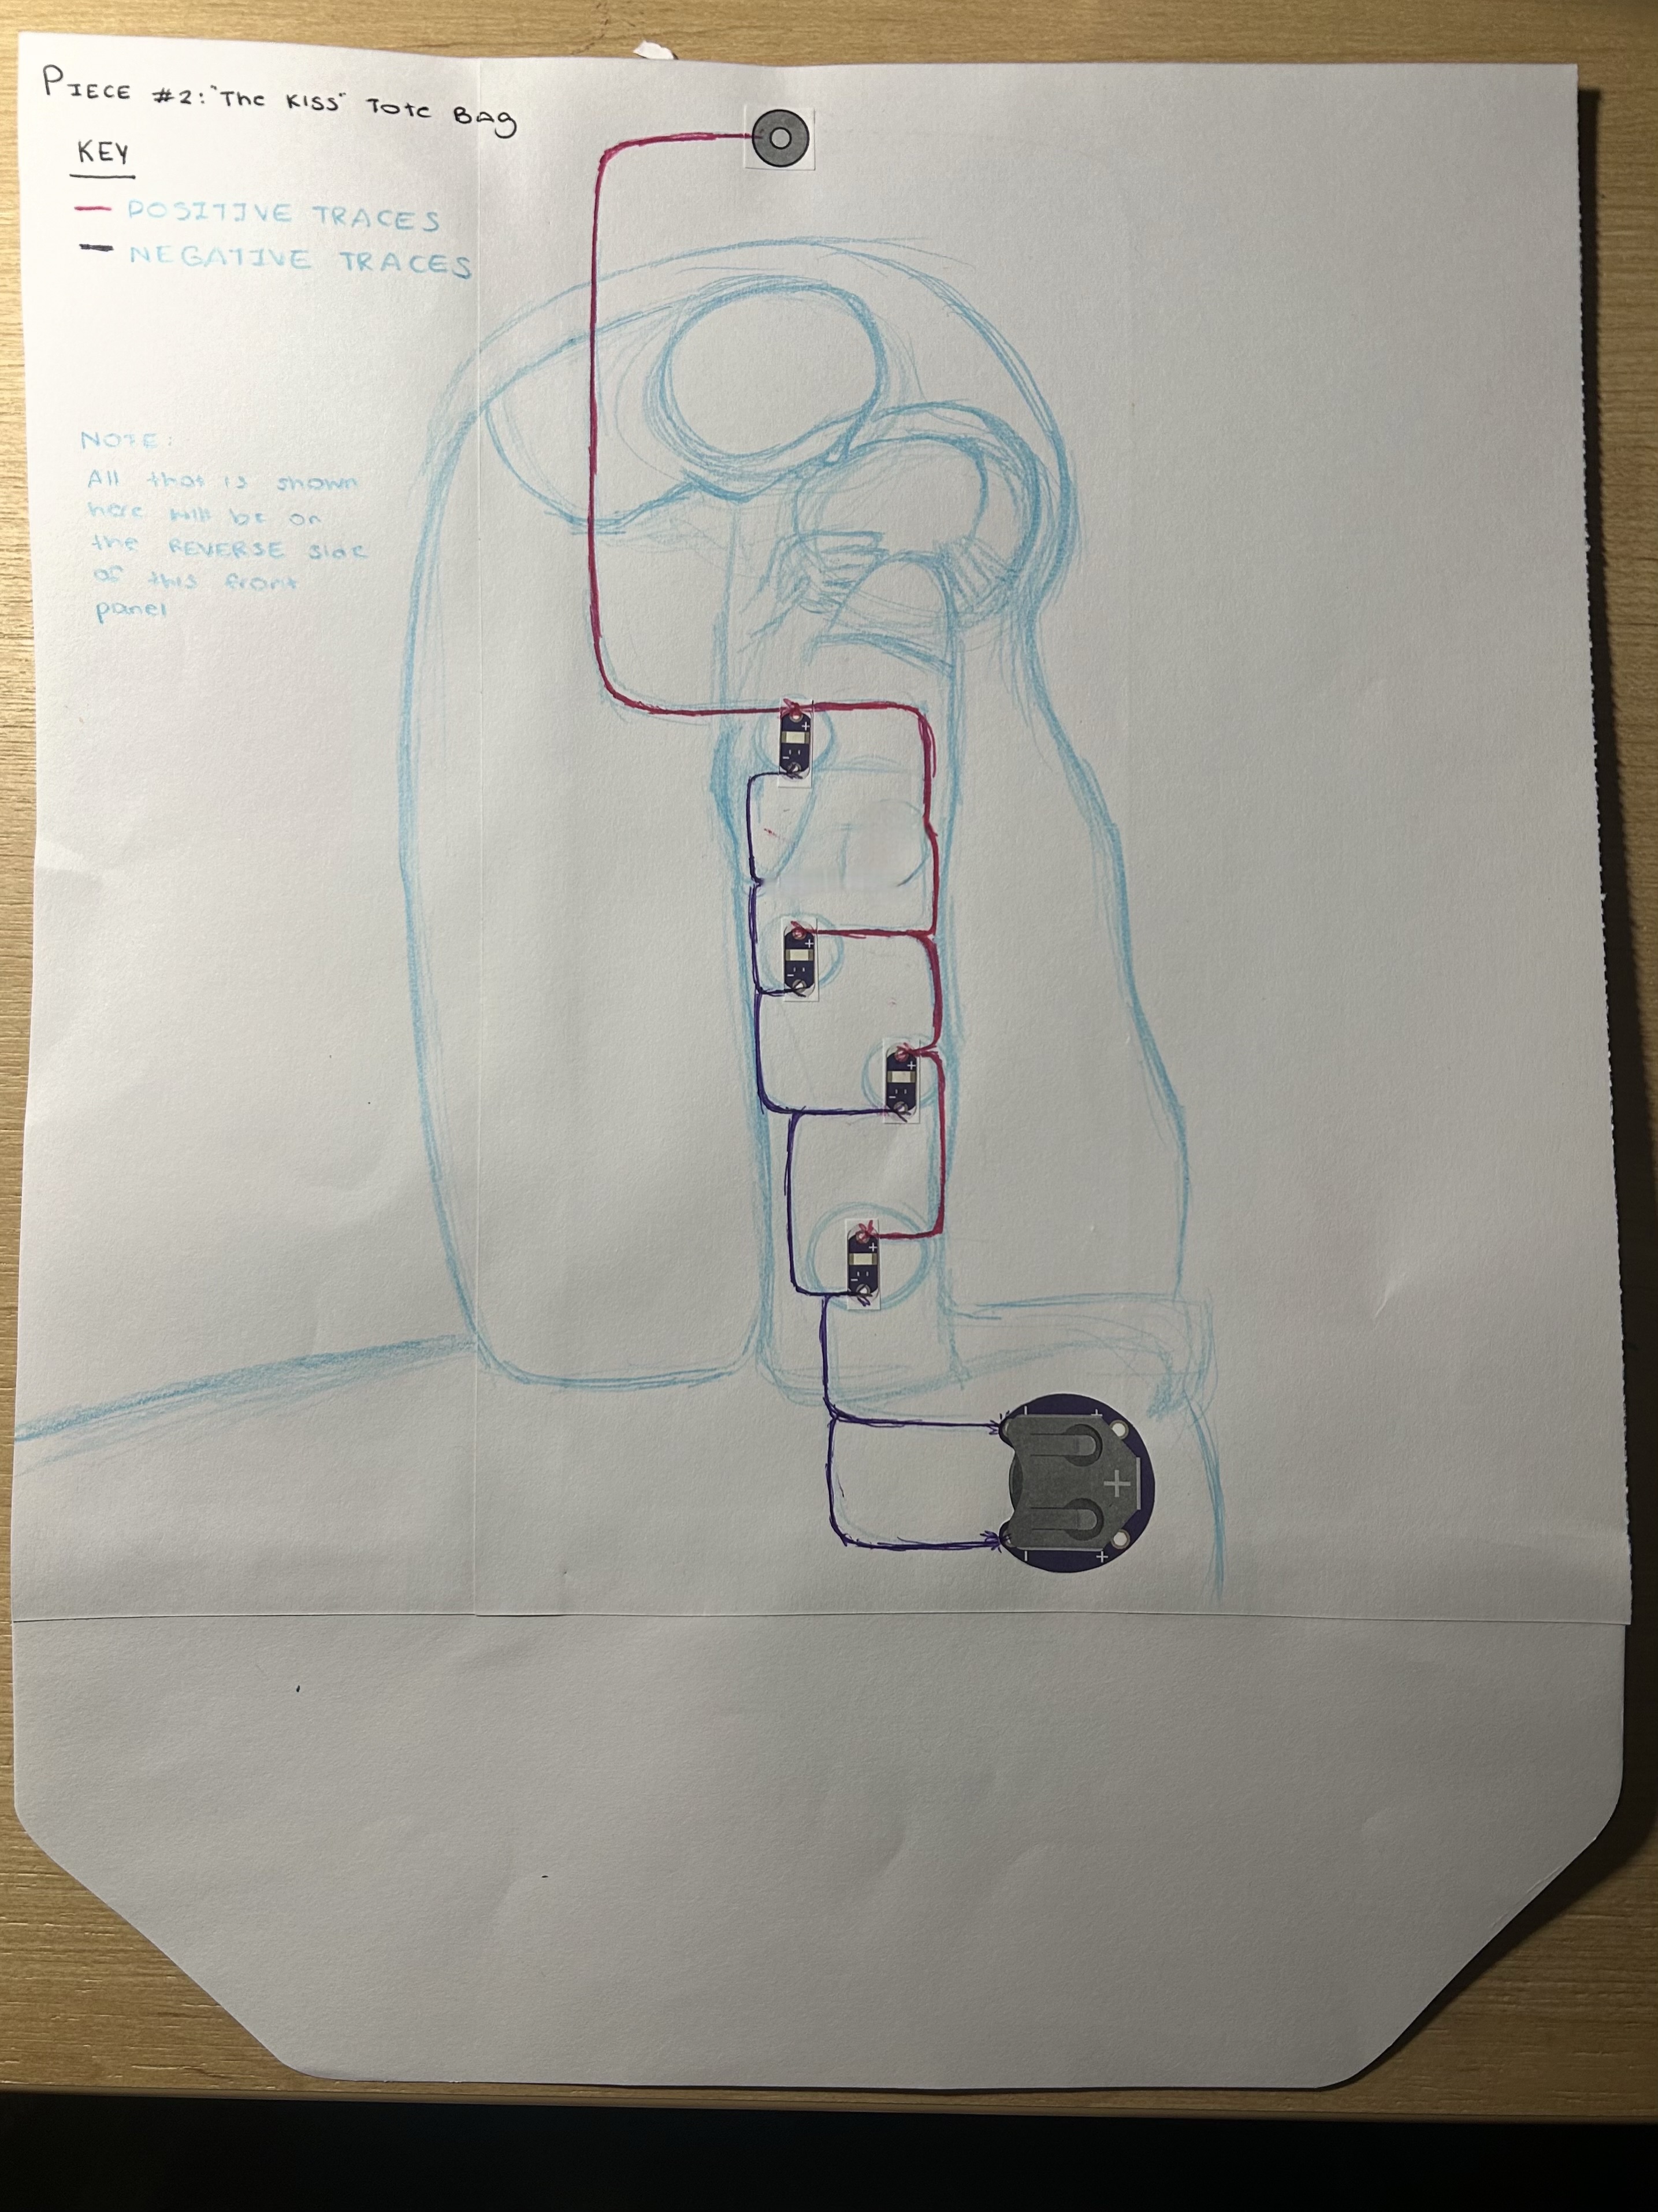 PIECE #2: "The KISS" Tote BAg
KEY
POSITIVE TRACES
NEGATIVE TRACES
NOTE:
All that is shown
here will be on
the REVERSE side
of this front
panel
+
-
+
-
+
-
+
-
- +
+
- +